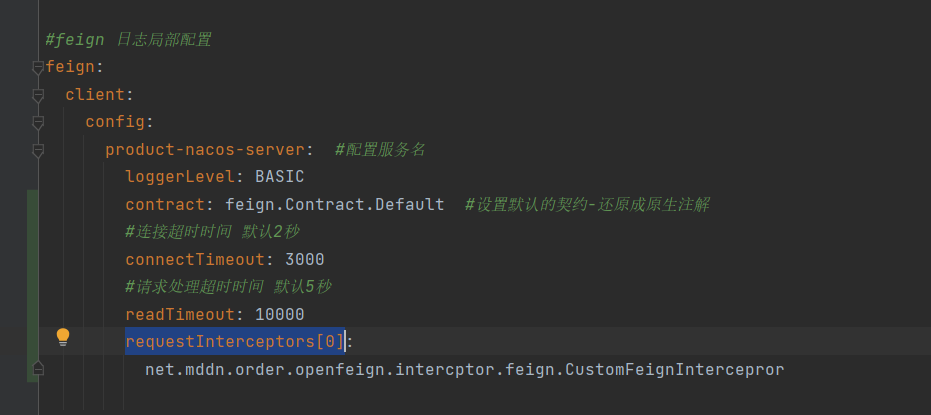 #feign 日志局部配置
feign:
client:
config:
product-nacos-server:  #配置服务名
loggerLevel: BASIC
contract: feign.Contract.Default  #设置默认的契约-还原成原生注解
#连接超时时间 默认2秒
connectTimeout: 3000
#请求处理超时时间 默认5秒
readTimeout: 10000
requestInterceptors[0]:
net.mddn.order.openfeign.intercptor.feign.CustomFeignIntercepror